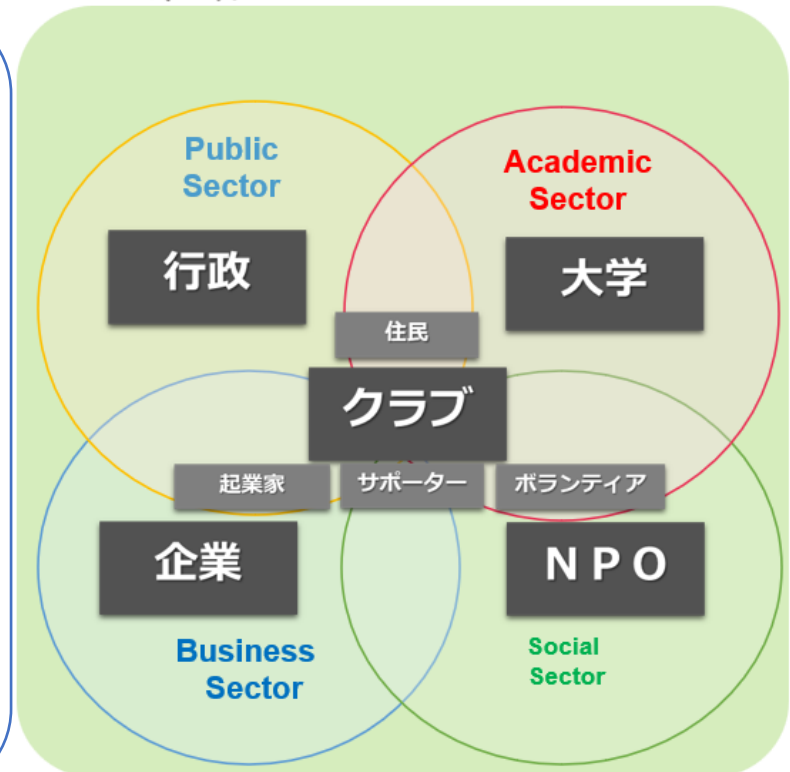 Public
Sector
Academic
Sector
行政
大学
住民
クラブ
起業家
サポーター
ボランティア
企業
ＮＰＯ
Business
Sector
Social
Sector